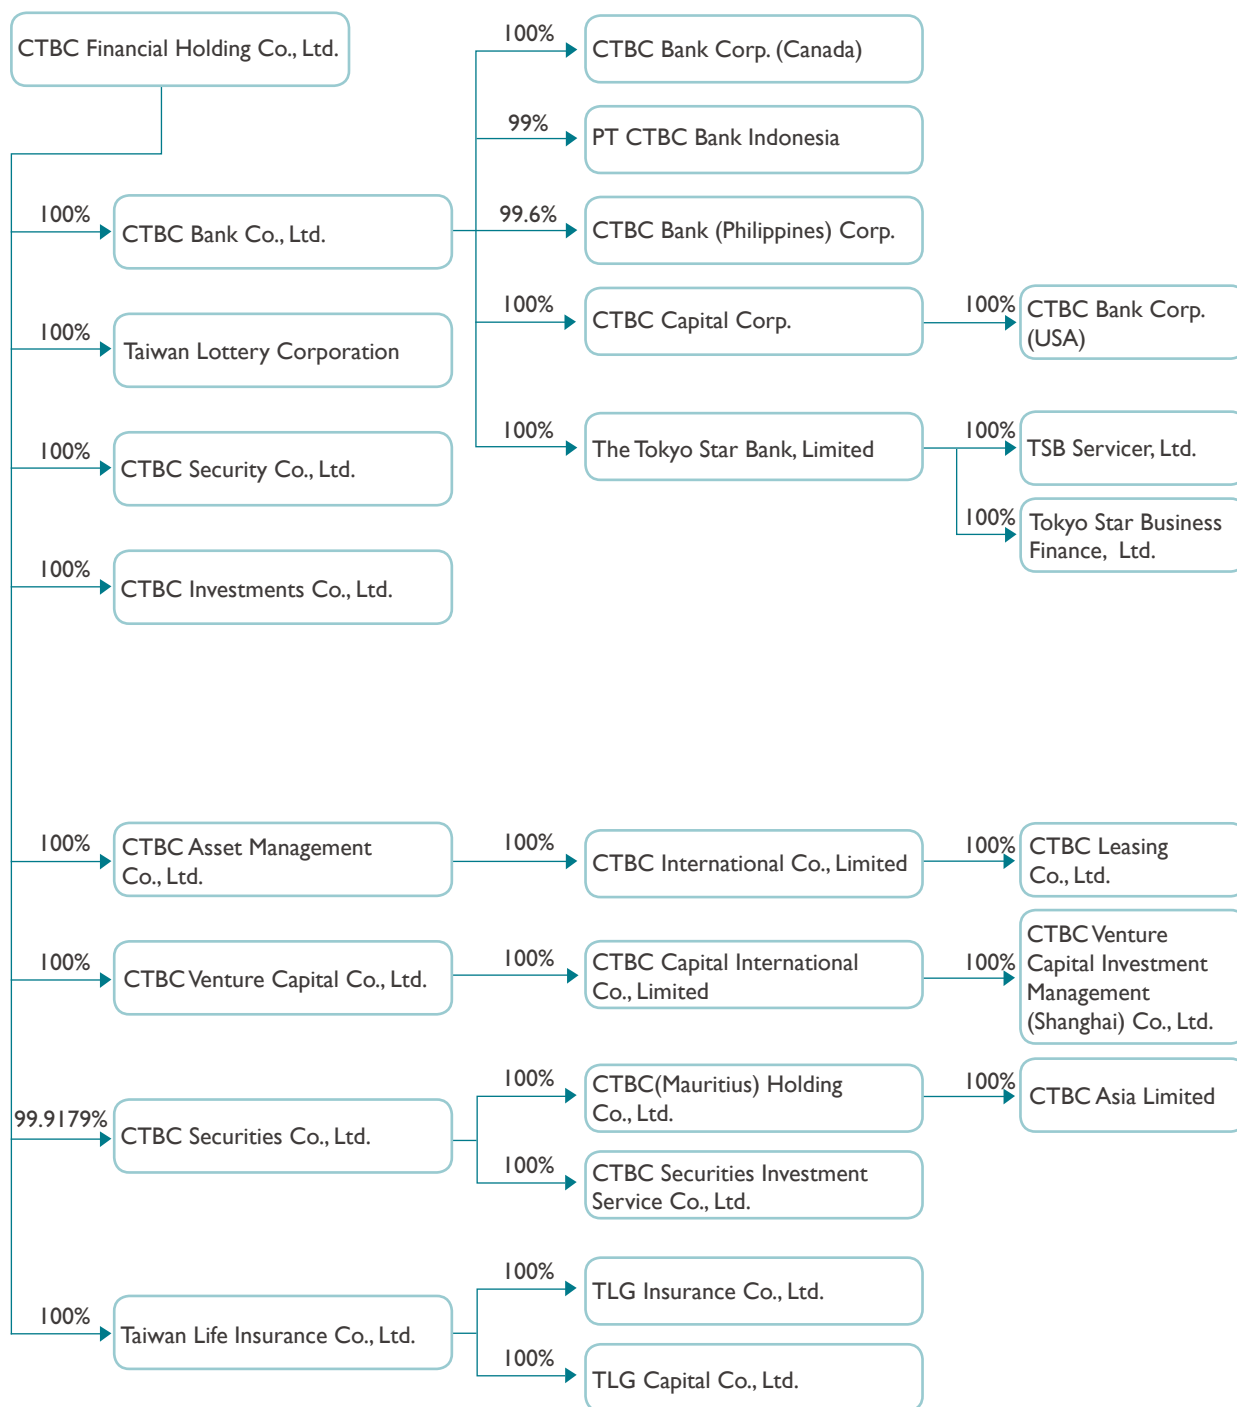 CTBC Financial Holding Co., Ltd.
100%
CTBC Bank Co., Ltd.
100%
CTBC Bank Corp. (Canada)
99%
PT CTBC Bank Indonesia
99.6%
CTBC Bank (Philippines) Corp.
100%
CTBC Capital Corp.
100%
CTBC Bank Corp.
(USA)
100%
The Tokyo Star Bank, Limited
100%
TSB Servicer, Ltd.
100%
Tokyo Star Business
Finance, Ltd.
100%
Taiwan Lottery Corporation
100%
CTBC Security Co., Ltd.
100%
CTBC Investments Co., Ltd.
100%
CTBC Asset Management
Co., Ltd.
100%
CTBC International Co., Limited
100%
CTBC Leasing
Co., Ltd.
100%
CTBC Venture Capital Co., Ltd.
100%
CTBC Capital International
Co., Limited
100%
CTBC Venture
Capital Investment
Management
(Shanghai) Co., Ltd.
99.9179%
CTBC Securities Co., Ltd.
100%
CTBC(Mauritius) Holding
Co., Ltd.
100%
CTBC Asia Limited
100%
CTBC Securities Investment
Service Co., Ltd.
100%
Taiwan Life Insurance Co., Ltd.
100%
TLG Insurance Co., Ltd.
100%
TLG Capital Co., Ltd.